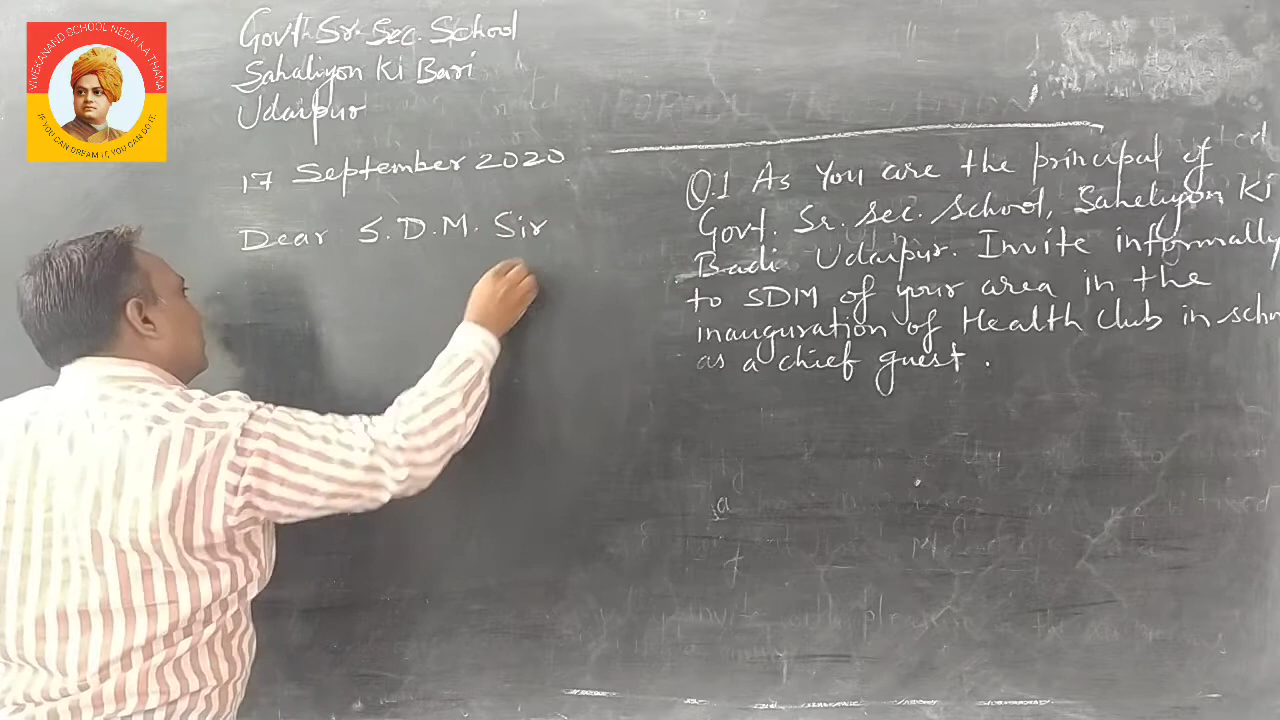 VIVEKANAND SCHOOL NEEM KA THANA
IF YOU CAN DREAM IT, YOU CAN DO IT.
Govt Sr. Sec. School
Sahaliyon Ki Bari
Udaipur
17 September 2020
Dear S.D.M. Sir
Q.1 As You are the principal of
Govt. Sr. Sec. School, Saheliyon Ki
Badi Udaipur. Invite informally
to SDM of your area in the
inauguration of Health Club in scho
as a chief guest.